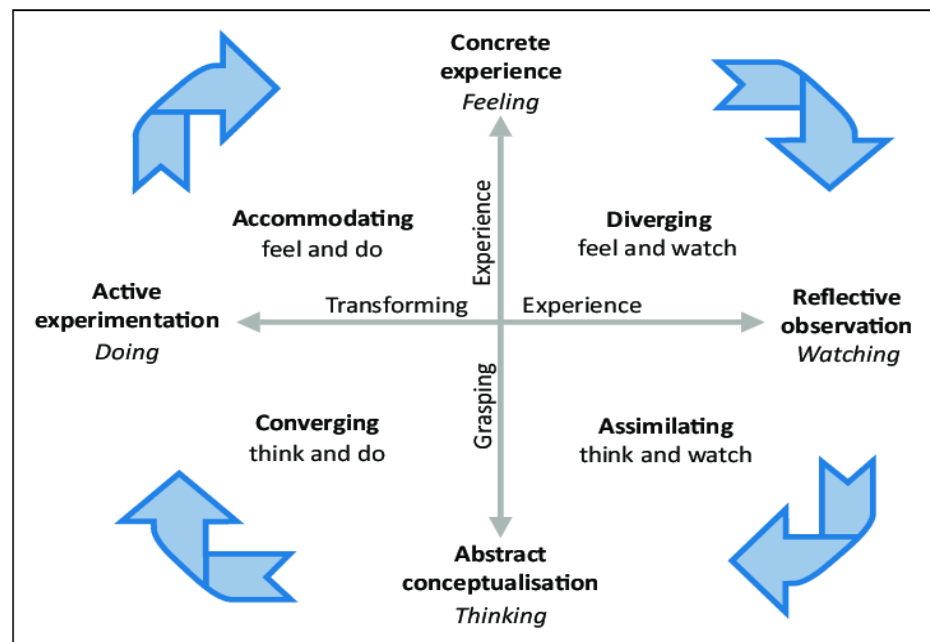 Concrete
experience
Feeling
Experience
Accommodating
feel and do
Diverging
feel and watch
Active
experimentation
Doing
Transforming
Experience
Reflective
observation
Watching
Grasping
Converging
think and do
Assimilating
think and watch
Abstract
conceptualisation
Thinking